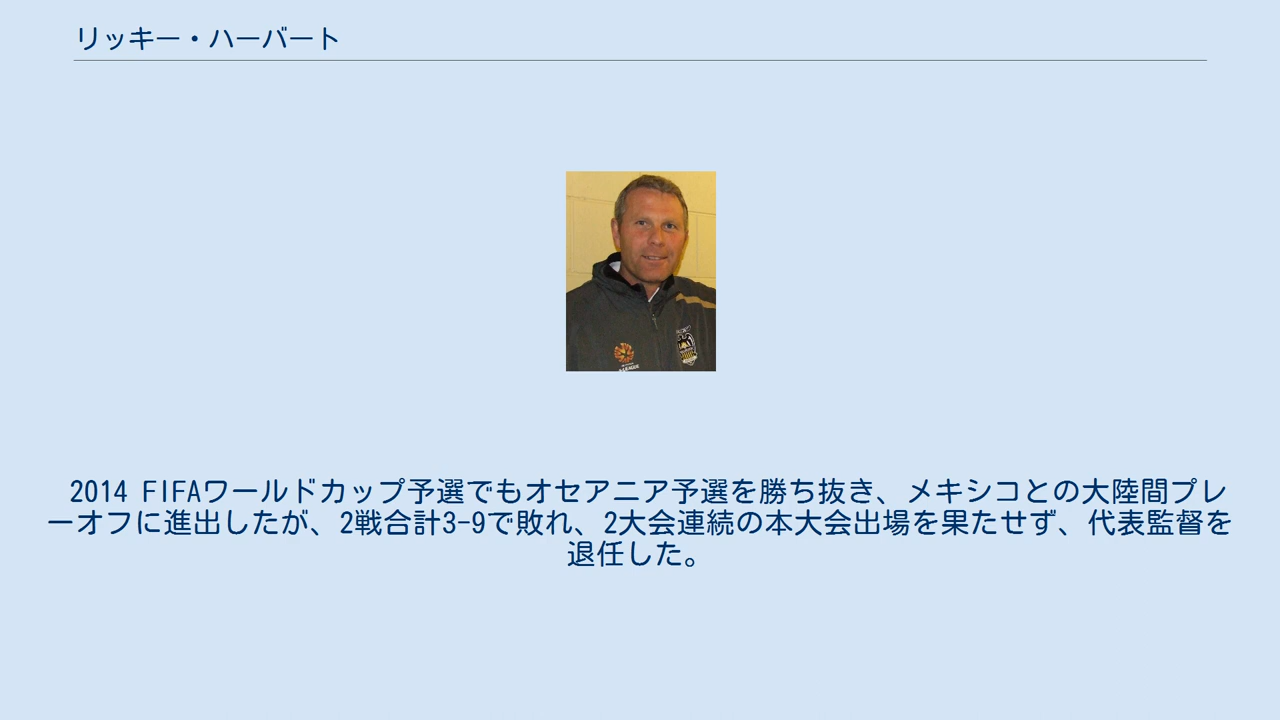 リッキー・ハーバート
2014 FIFAワールドカップ予選でもオセアニア予選を勝ち抜き、メキシコとの大陸間プレ
ーオフに進出したが、2戦合計3-9で敗れ、2大会連続の本大会出場を果たせず、代表監督を
退任した。